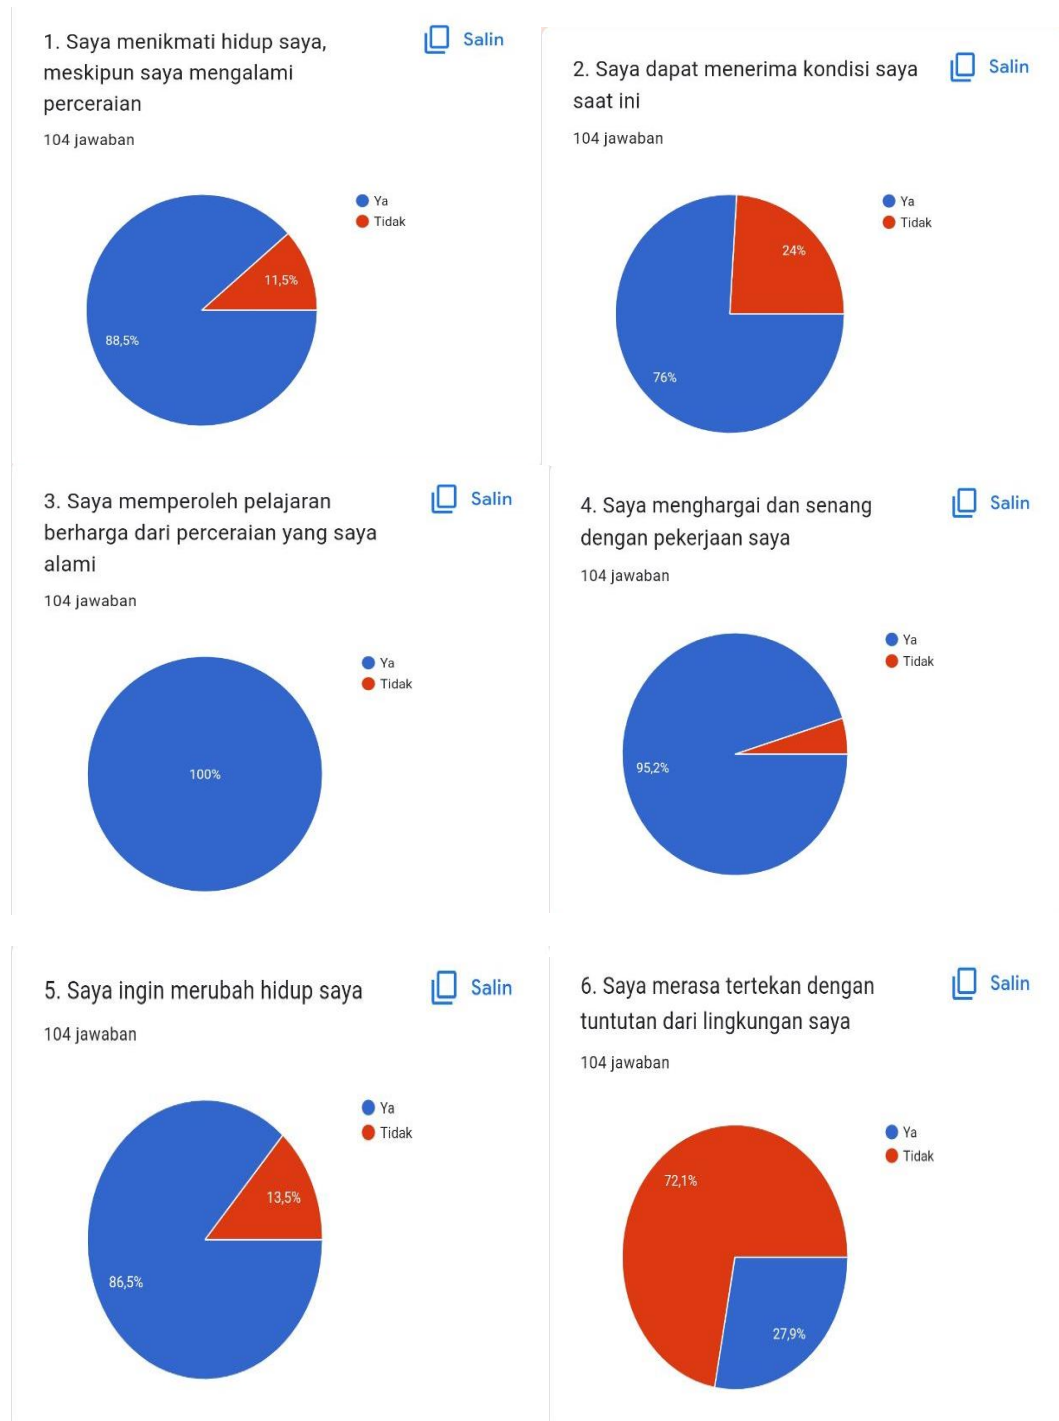 1. Saya menikmati hidup saya,
meskipun saya mengalami
perceraian
Salin
104 jawaban
Ya
Tidak
11,5%
88,5%
2. Saya dapat menerima kondisi saya
saat ini
Salin
104 jawaban
Ya
Tidak
24%
76%
3. Saya memperoleh pelajaran
berharga dari perceraian yang saya
alami
Salin
104 jawaban
Ya
Tidak
100%
4. Saya menghargai dan senang
dengan pekerjaan saya
Salin
104 jawaban
Ya
Tidak
95,2%
5. Saya ingin merubah hidup saya
Salin
104 jawaban
Ya
Tidak
13,5%
86,5%
6. Saya merasa tertekan dengan
tuntutan dari lingkungan saya
Salin
104 jawaban
Ya
Tidak
72,1%
27,9%